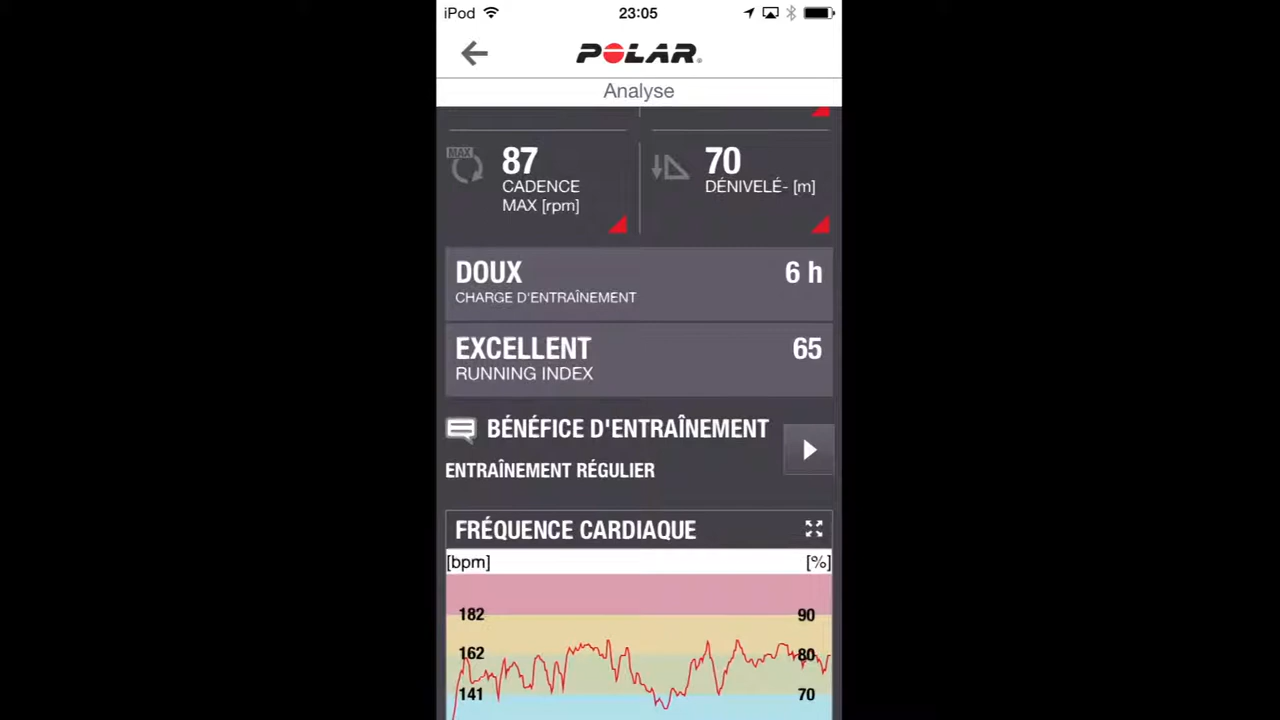 iPod 23:05
POLAR
Analyse
MAX
87
CADENCE
MAX [rpm]
70
DÉNIVELÉ- [m]
DOUX 6 h
CHARGE D'ENTRAÎNEMENT
EXCELLENT 65
RUNNING INDEX
BÉNÉFICE D'ENTRAÎNEMENT
ENTRAÎNEMENT RÉGULIER
FRÉQUENCE CARDIAQUE
[bpm] [%]
182 90
162 80
141 70